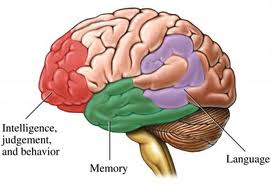 Intelligence,
judgement,
and behavior
Memory
Language